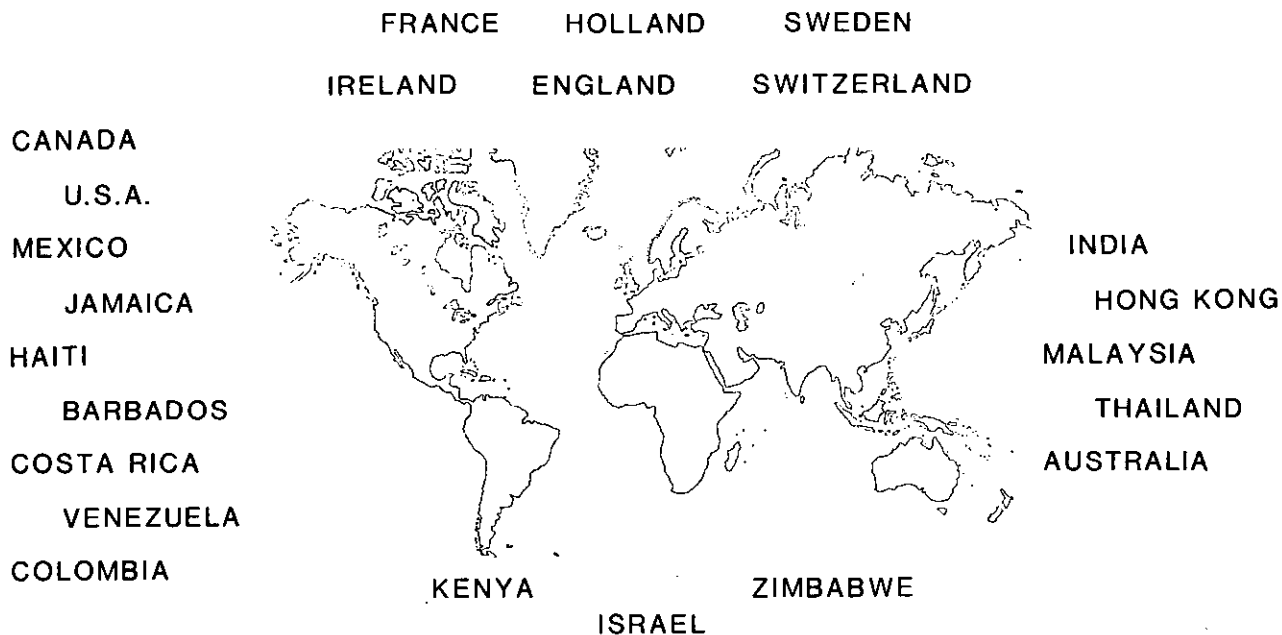 FRANCE HOLLAND SWEDEN
IRELAND ENGLAND SWITZERLAND
CANADA
U.S.A.
MEXICO
JAMAICA
HAITI
BARBADOS
COSTA RICA
VENEZUELA
COLOMBIA
INDIA
HONG KONG
MALAYSIA
THAILAND
AUSTRALIA
KENYA ZIMBABWE
ISRAEL